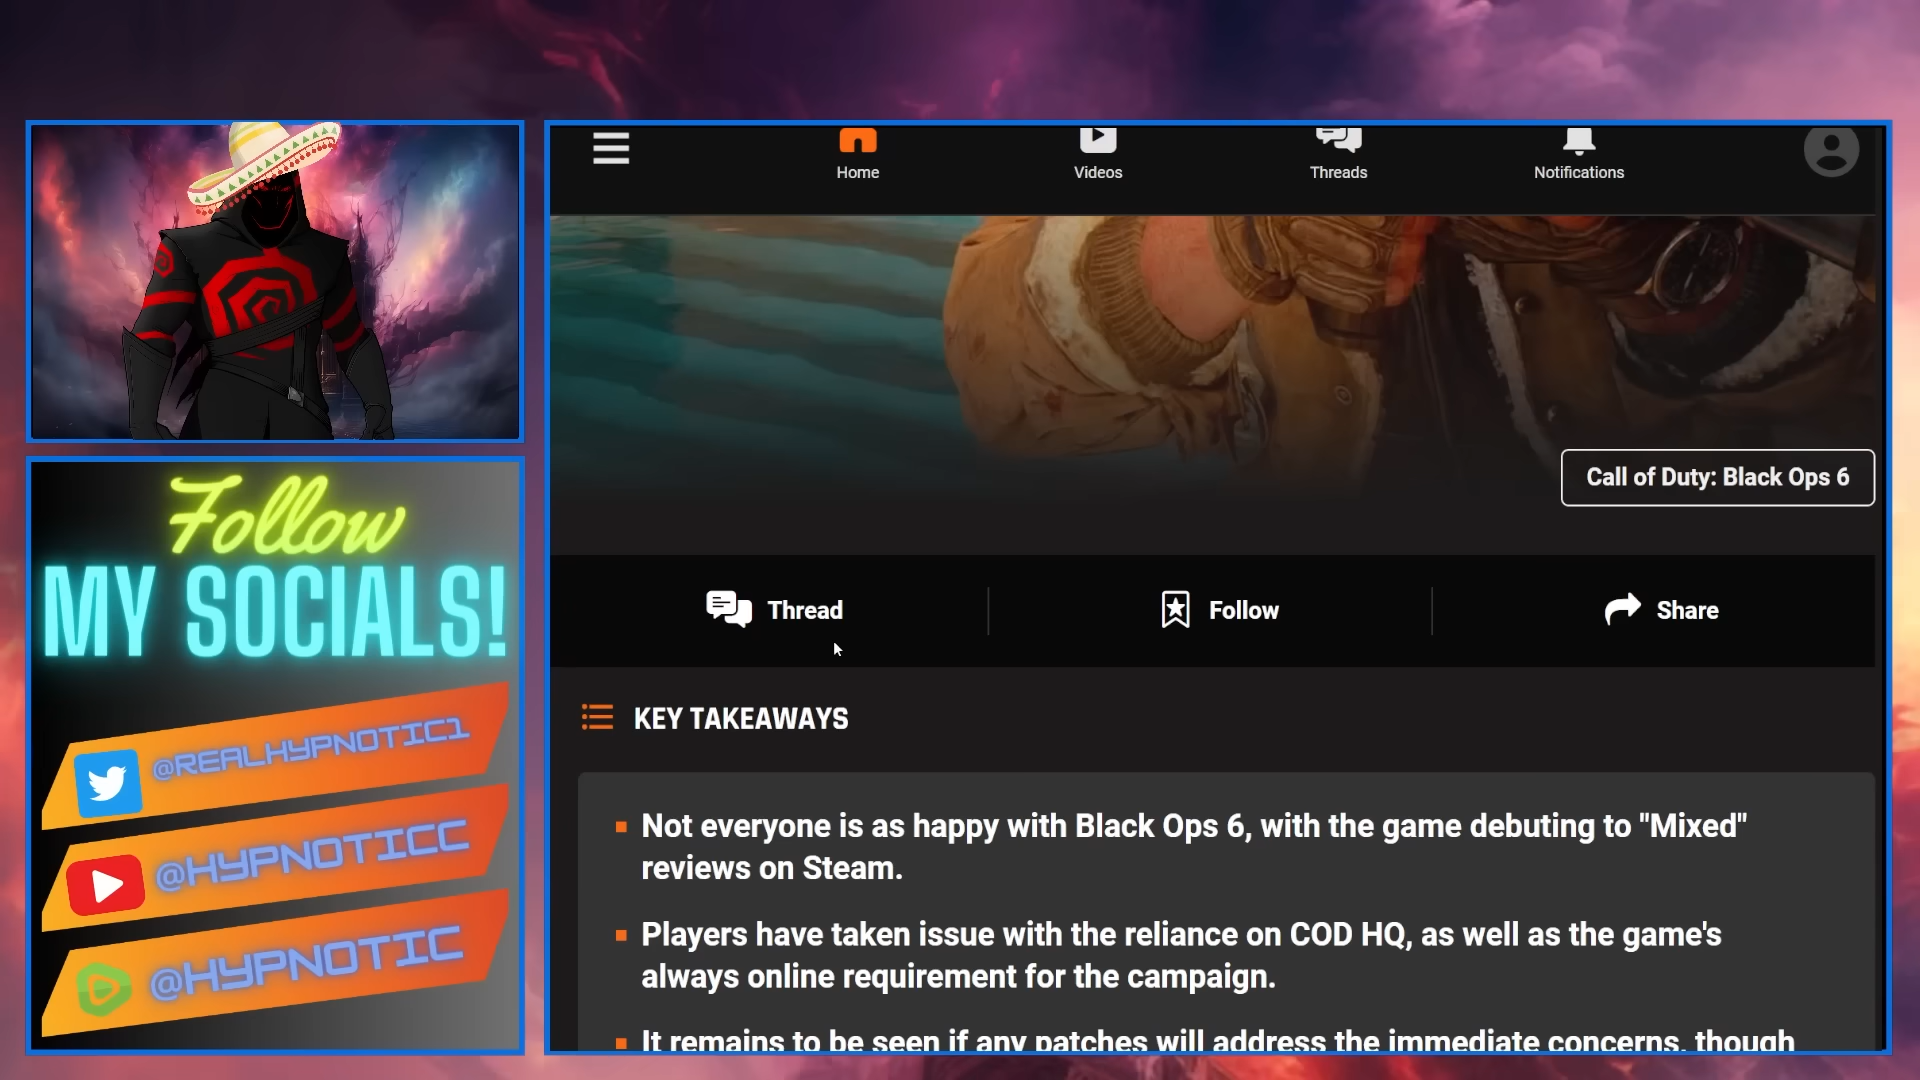 Home
Videos
Threads
Notifications
Call of Duty: Black Ops 6
Thread
Follow
Share
KEY TAKEAWAYS
Not everyone is as happy with Black Ops 6, with the game debuting to "Mixed"
reviews on Steam.
Players have taken issue with the reliance on COD HQ, as well as the game's
always online requirement for the campaign.
It remains to be seen if any patches will address the immediate concerns, though
Follow
MY SOCIALS!
@REALHYPNOTIC1
@HYPNOTICC
@HYPNOTIC